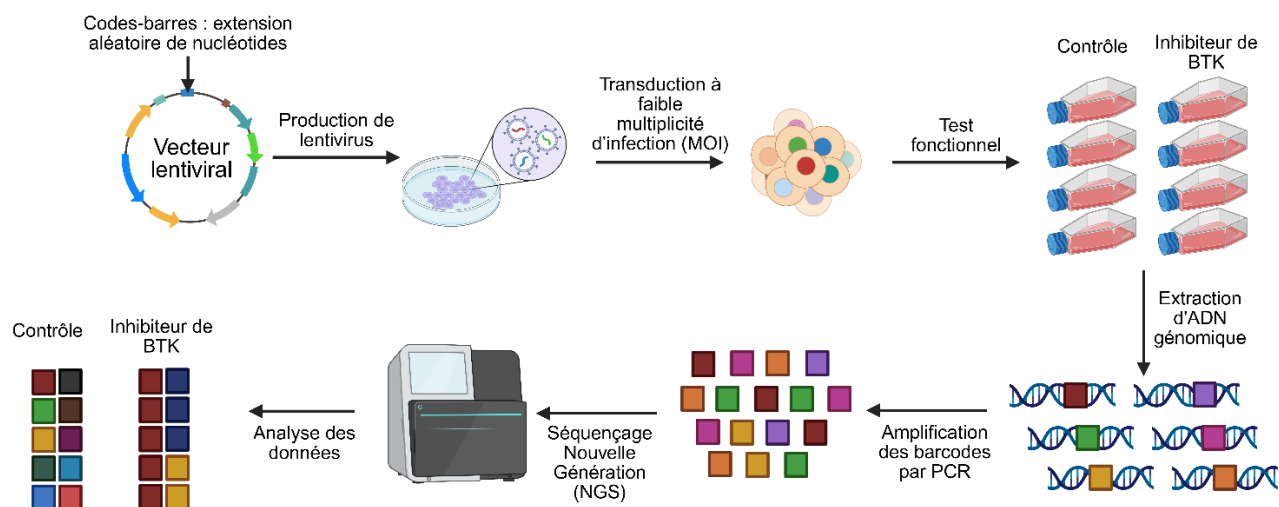 Codes-barres : extension
aléatoire de nucléotides
Vecteur
lentiviral
Production de
lentivirus
Transduction à
faible
multiplicité
d'infection (MOI)
Test
fonctionnel
Contrôle
Inhibiteur de
BTK
Extraction
d'ADN
génomique
Amplification
des barcodes
par PCR
Séquençage
Nouvelle
Génération
(NGS)
Analyse des
données
Contrôle
Inhibiteur de
BTK